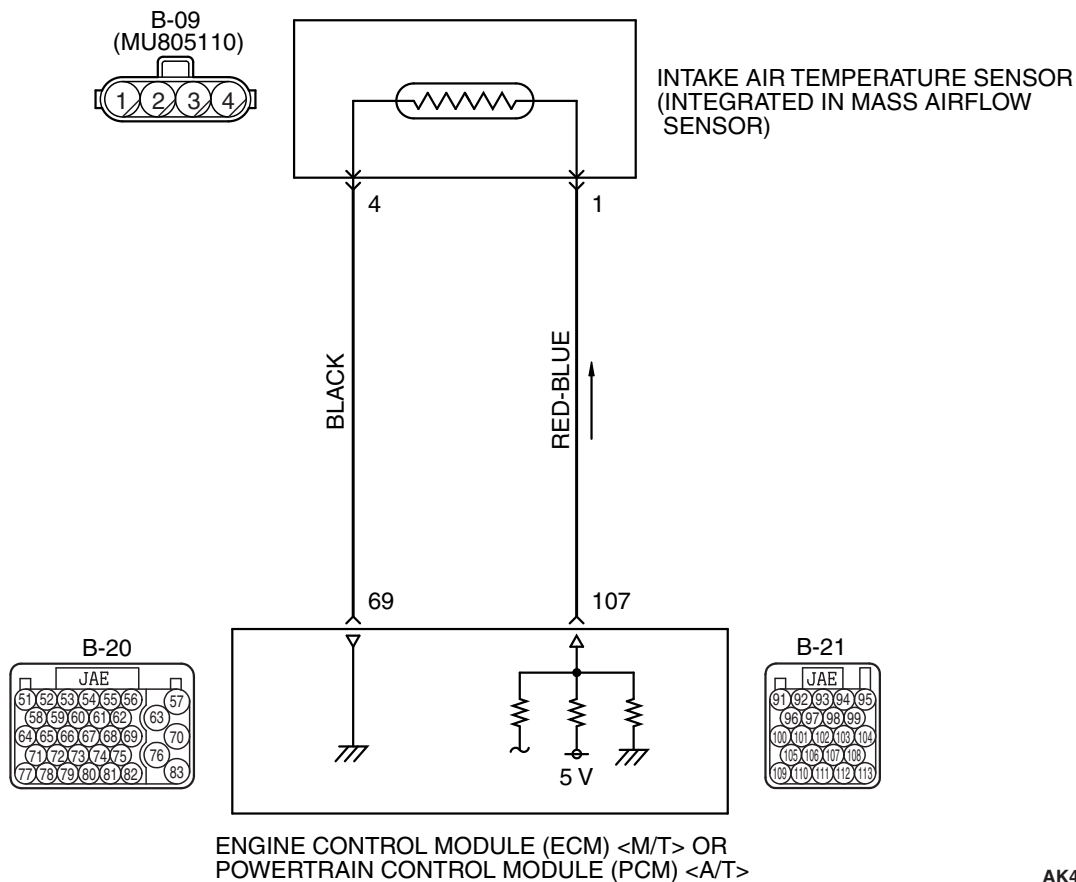 B-09
(MU805110)
1 2 3 4
INTAKE AIR TEMPERATURE SENSOR
(INTEGRATED IN MASS AIRFLOW
SENSOR)
4
1
BLACK
RED-BLUE
69
107
B-20
JAE
51 52 53 54 55 56 57
58 59 60 61 62 63
64 65 66 67 68 69 70
71 72 73 74 75 76
77 78 79 80 81 82 83
5 V
B-21
JAE
91 92 93 94 95
96 97 98 99
100 101 102 103 104
105 106 107 108
109 110 111 112 113
ENGINE CONTROL MODULE (ECM) <M/T> OR
POWERTRAIN CONTROL MODULE (PCM) <A/T>
AK4